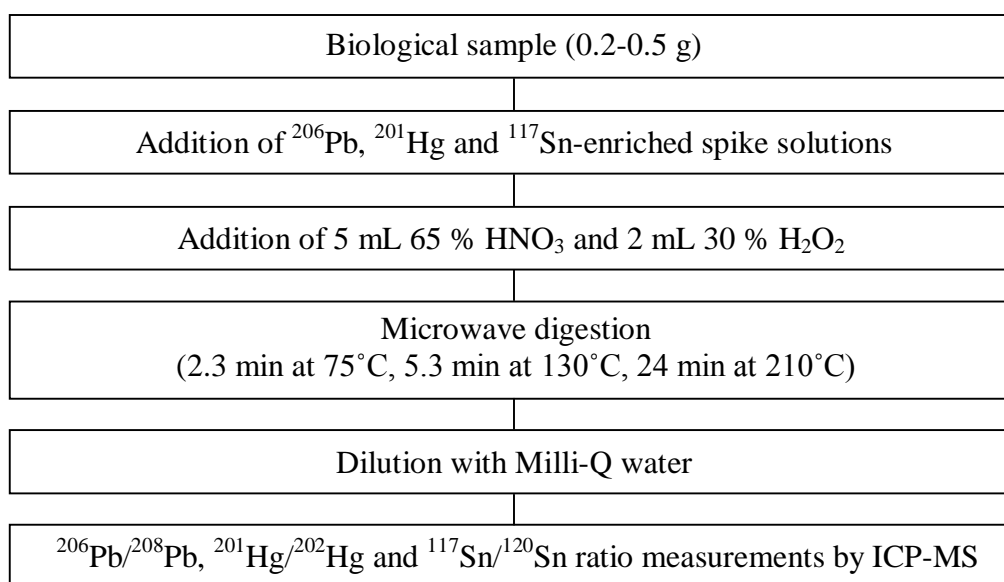 Biological sample (0.2-0.5 g)
Addition of ²⁰⁶Pb, ²⁰¹Hg and ¹¹⁷Sn-enriched spike solutions
Addition of 5 mL 65 % HNO₃ and 2 mL 30 % H₂O₂
Microwave digestion
(2.3 min at 75˚C, 5.3 min at 130˚C, 24 min at 210˚C)
Dilution with Milli-Q water
²⁰⁶Pb/²⁰⁸Pb, ²⁰¹Hg/²⁰²Hg and ¹¹⁷Sn/¹²⁰Sn ratio measurements by ICP-MS